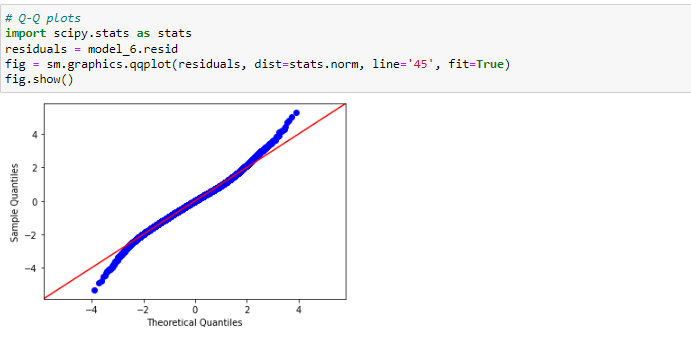 # Q-Q plots
import scipy.stats as stats
residuals = model_6.resid
fig = sm.graphics.qqplot(residuals, dist=stats.norm, line='45', fit=True)
fig.show()
4
2
0
−2
−4
Sample Quantiles
−4 −2 0 2 4
Theoretical Quantiles